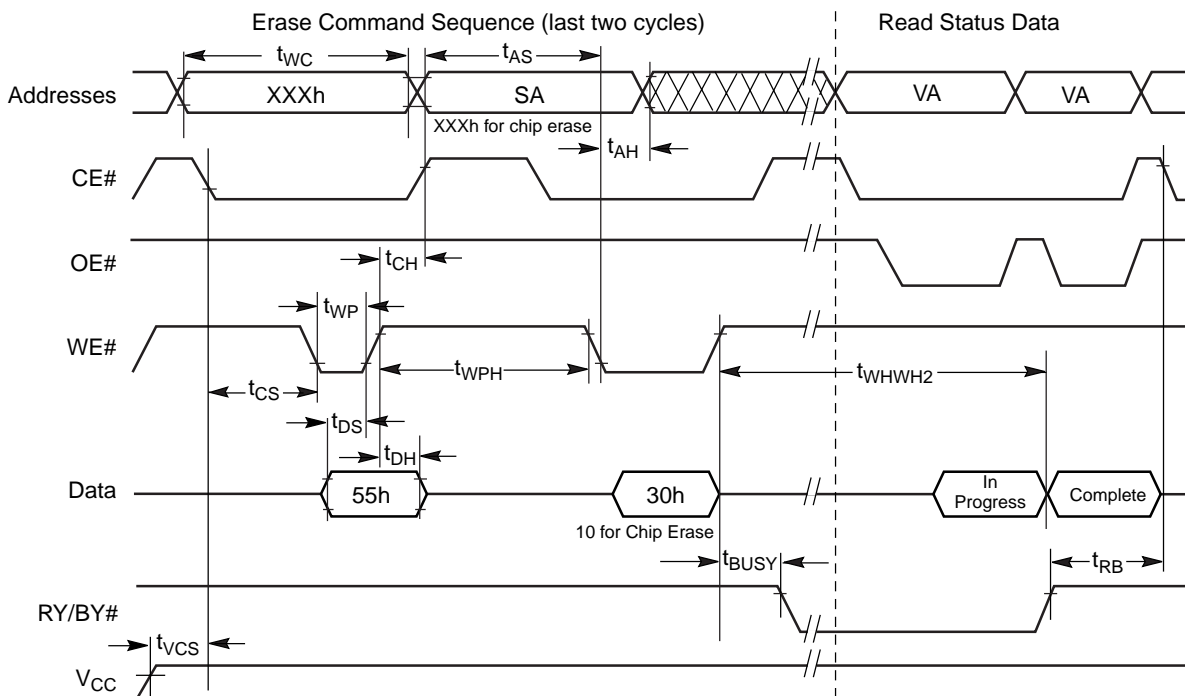 Erase Command Sequence (last two cycles)
Read Status Data
tWC
tAS
Addresses
XXXh
SA
VA
VA
XXXh for chip erase
tAH
CE#
OE#
tCH
tWP
WE#
tWPH
tWHWH2
tCS
tDS
tDH
Data
55h
30h
In
Progress
Complete
10 for Chip Erase
tBUSY
tRB
RY/BY#
tVCS
VCC